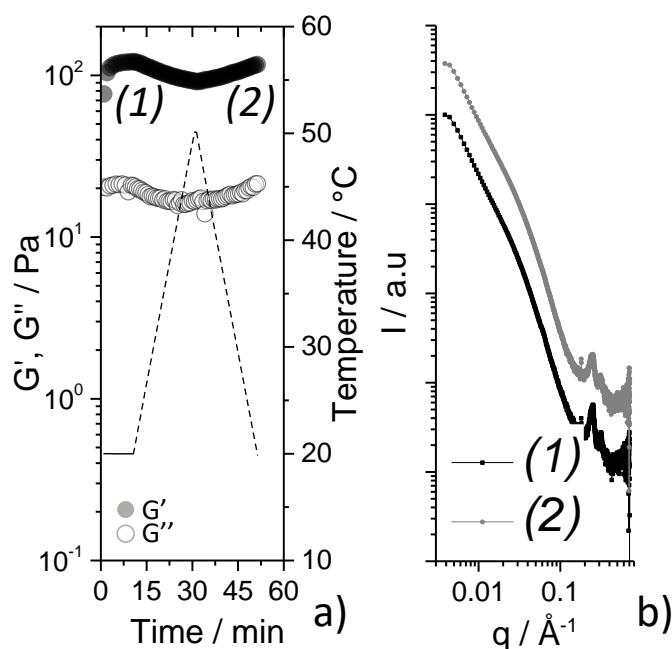 10²
10¹
10⁰
10⁻¹
G', G'' / Pa
(1)
(2)
G'
G''
60
50
40
30
20
10
Temperature / °C
0
15
30
45
60
Time / min
a)
I / a.u
(1)
(2)
0.01
0.1
q / Å⁻¹
b)